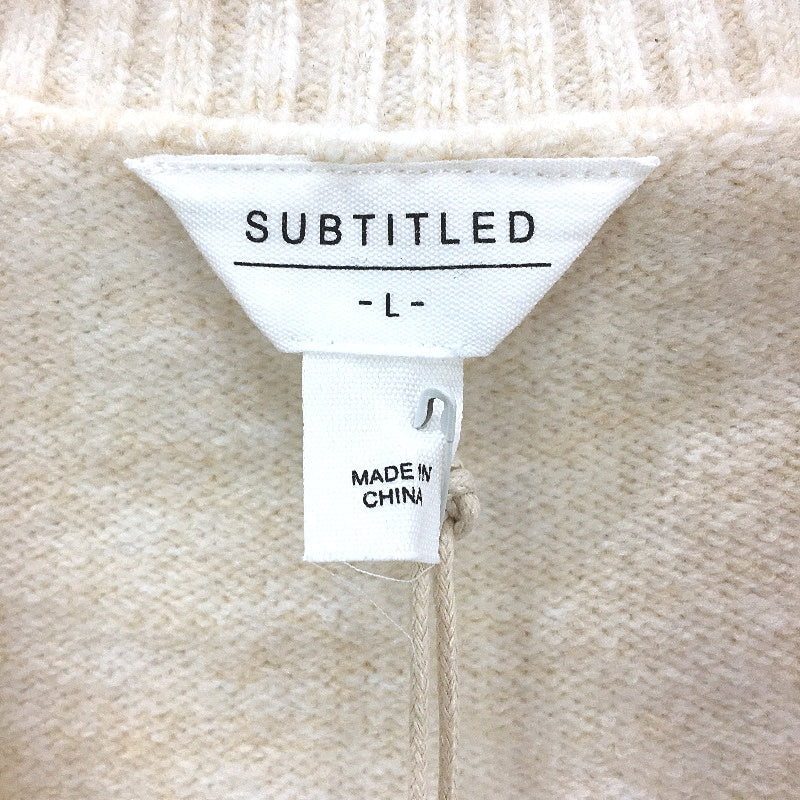 SUBTITLED
- L -
MADE IN
CHINA